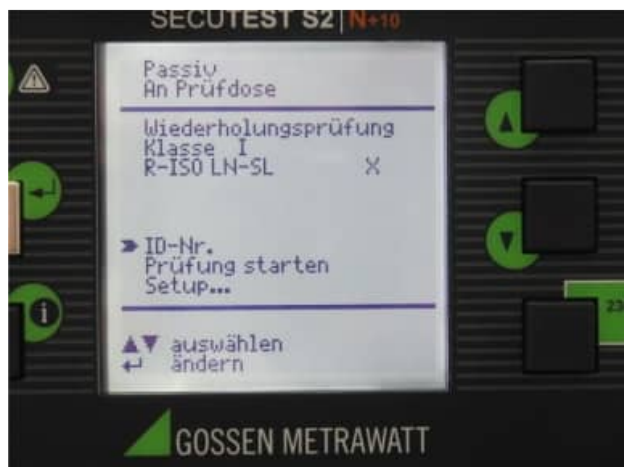 SECUTEST S2 N+10
Passiv
An Prüfdose
Wiederholungsprüfung
Klasse I
R-ISO LN-SL X
ID-Nr.
Prüfung starten
Setup...
auswählen
ändern
i
23
GOSSEN METRAWATT